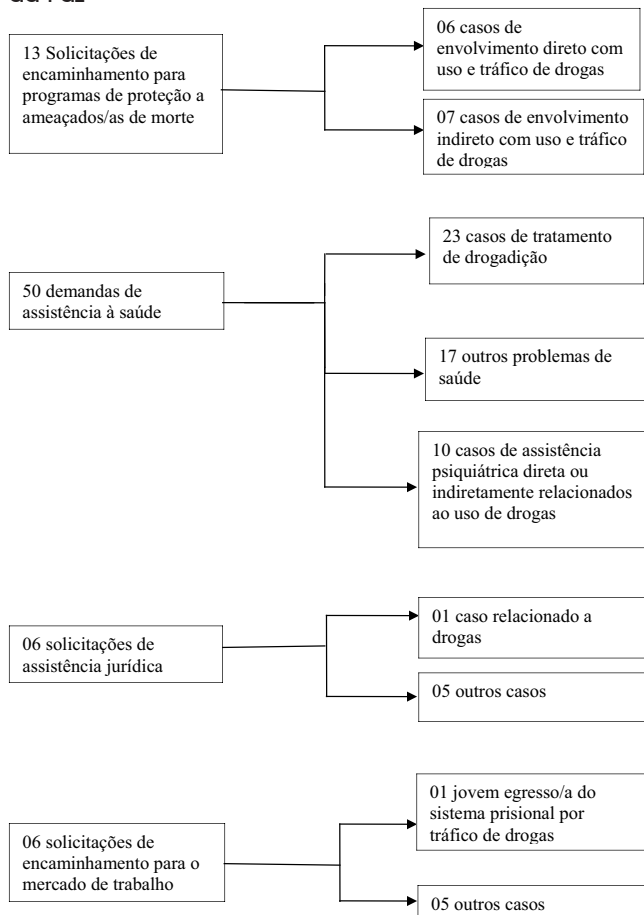 13 Solicitações de
encaminhamento para
programas de proteção a
ameaçados/as de morte
06 casos de
envolvimento direto com
uso e tráfico de drogas
07 casos de envolvimento
indireto com uso e tráfico
de drogas
50 demandas de
assistência à saúde
23 casos de tratamento
de drogadição
17 outros problemas de
saúde
10 casos de assistência
psiquiátrica direta ou
indiretamente relacionados
ao uso de drogas
06 solicitações de
assistência jurídica
01 caso relacionado a
drogas
05 outros casos
06 solicitações de
encaminhamento para o
mercado de trabalho
01 jovem egresso/a do
sistema prisional por
tráfico de drogas
05 outros casos